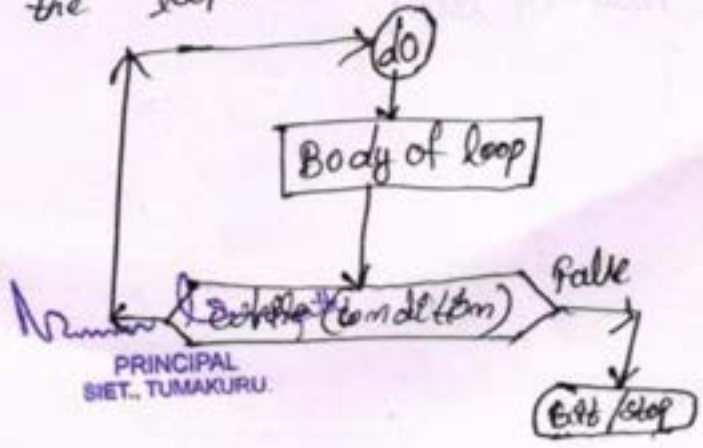 the loop
do
Body of loop
False
while (condition)
PRINCIPAL
SIET., TUMAKURU.
Exit /stop